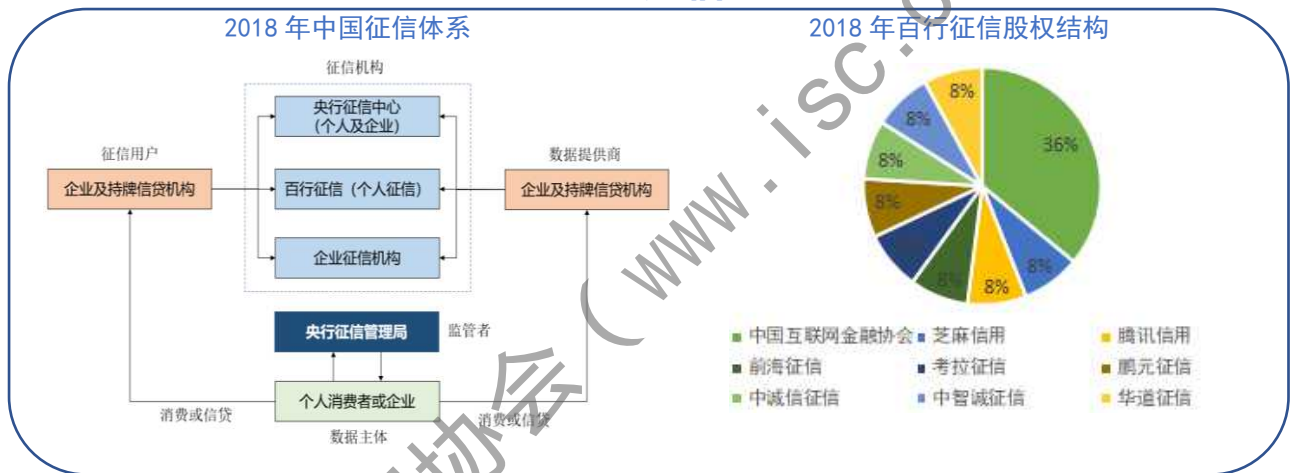 2018 年中国征信体系
征信机构
央行征信中心
(个人及企业)
征信用户
企业及持牌信贷机构
百行征信（个人征信）
数据提供商
企业及持牌信贷机构
企业征信机构
央行征信管理局
监管者
个人消费者或企业
消费或信贷
消费或信贷
数据主体
2018 年百行征信股权结构
8%
8%
36%
8%
8%
8%
8%
8%
中国互联网金融协会
芝麻信用
腾讯信用
前海征信
考拉征信
鹏元征信
中诚信征信
中智诚征信
华道征信
协会（www.isc.o